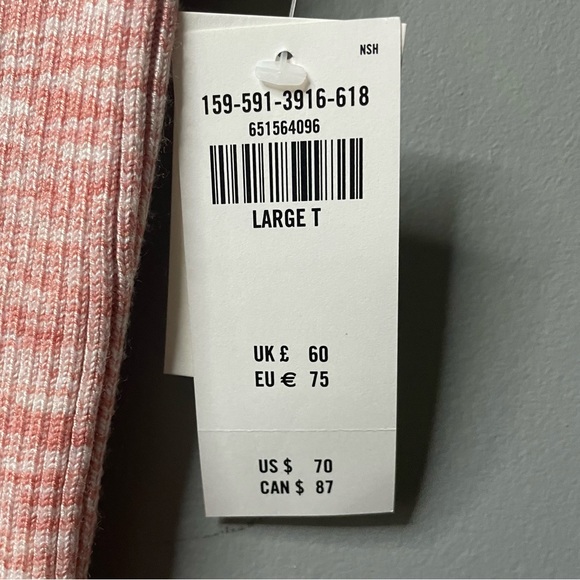 NSH
159-591-3916-618
651564096
LARGE T
UK £ 60
EU € 75
US $ 70
CAN $ 87